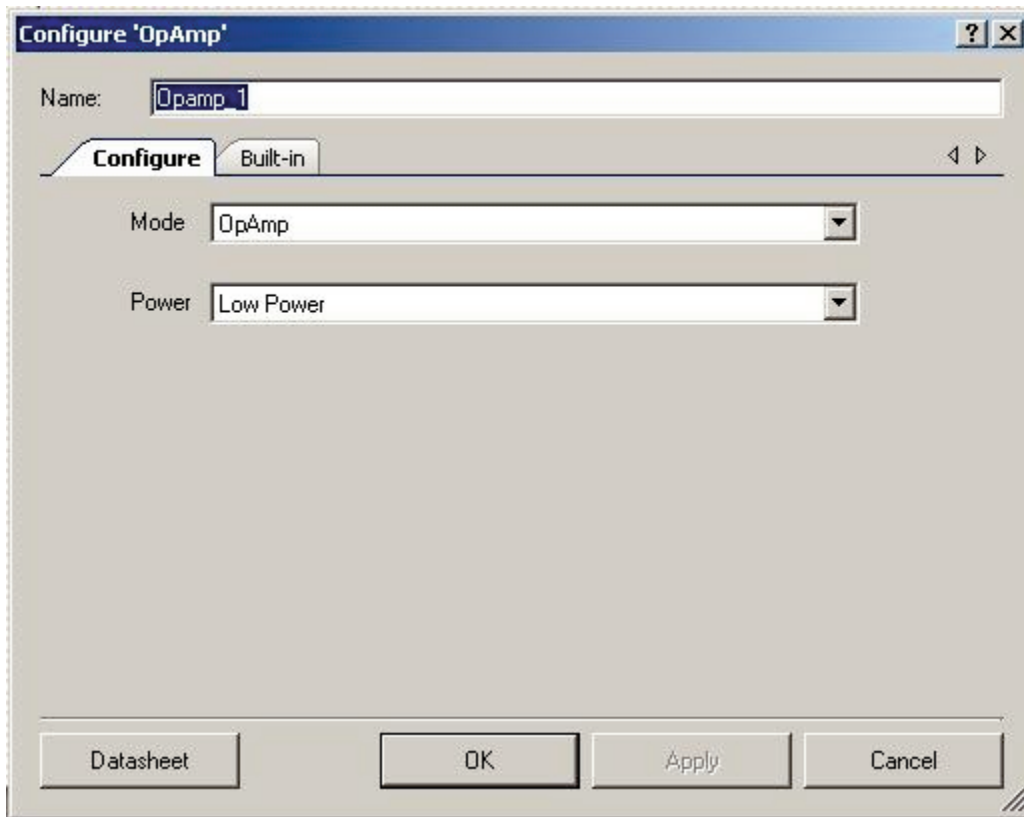 Configure 'OpAmp'
Name: Opamp_1
Configure Built-in
Mode OpAmp
Power Low Power
Datasheet OK Apply Cancel